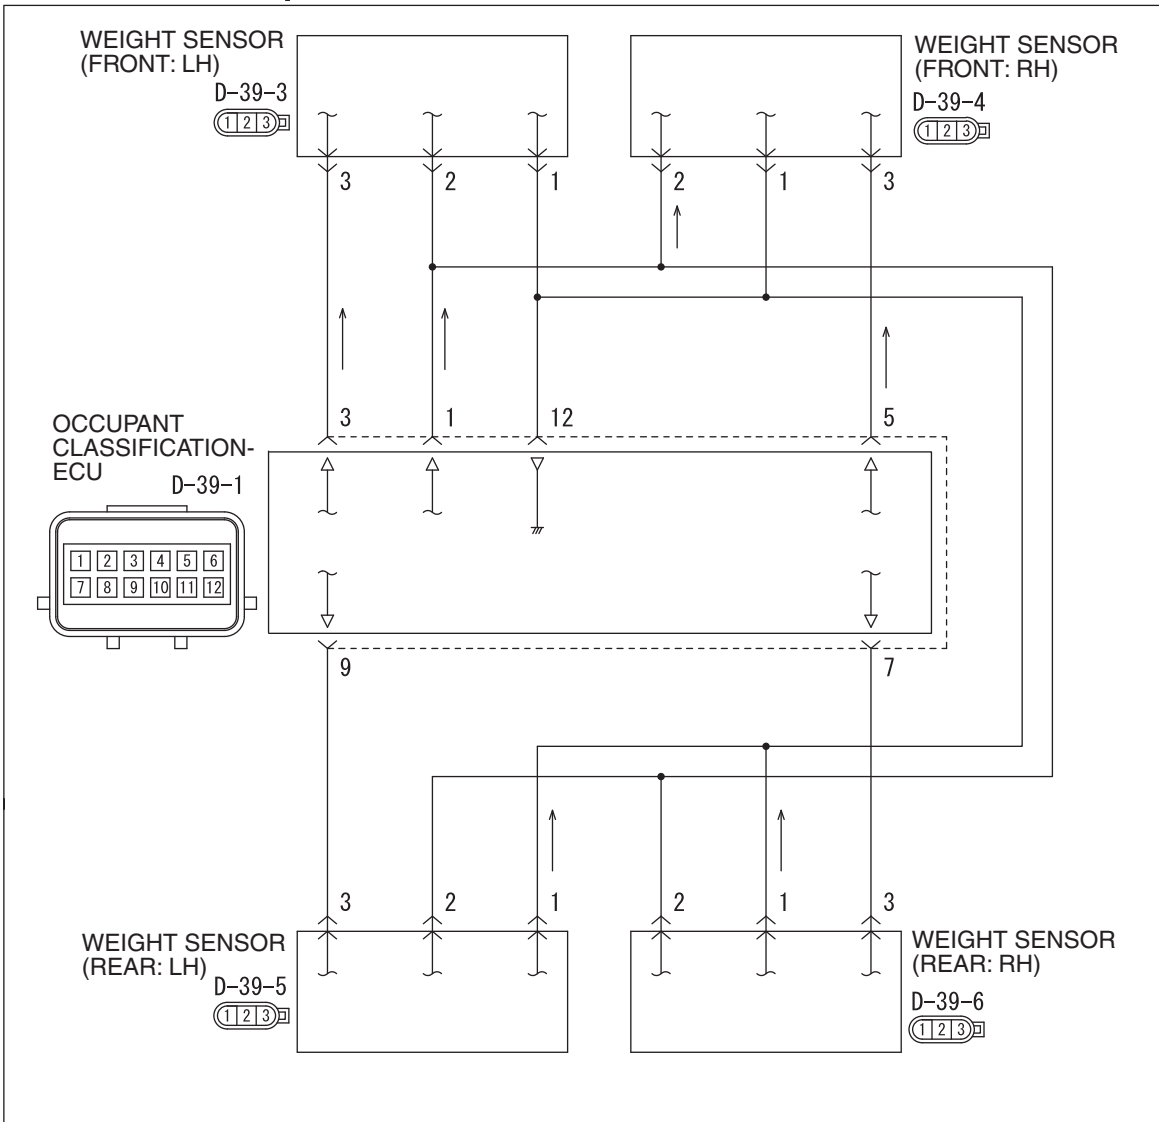 WEIGHT SENSOR
(FRONT: LH)
D-39-3
1 2 3
WEIGHT SENSOR
(FRONT: RH)
D-39-4
1 2 3
3 2 1 2 1 3
3 1 12 5
OCCUPANT
CLASSIFICATION-
ECU
D-39-1
1 2 3 4 5 6
7 8 9 10 11 12
9 7
3 2 1 2 1 3
WEIGHT SENSOR
(REAR: LH)
D-39-5
1 2 3
WEIGHT SENSOR
(REAR: RH)
D-39-6
1 2 3